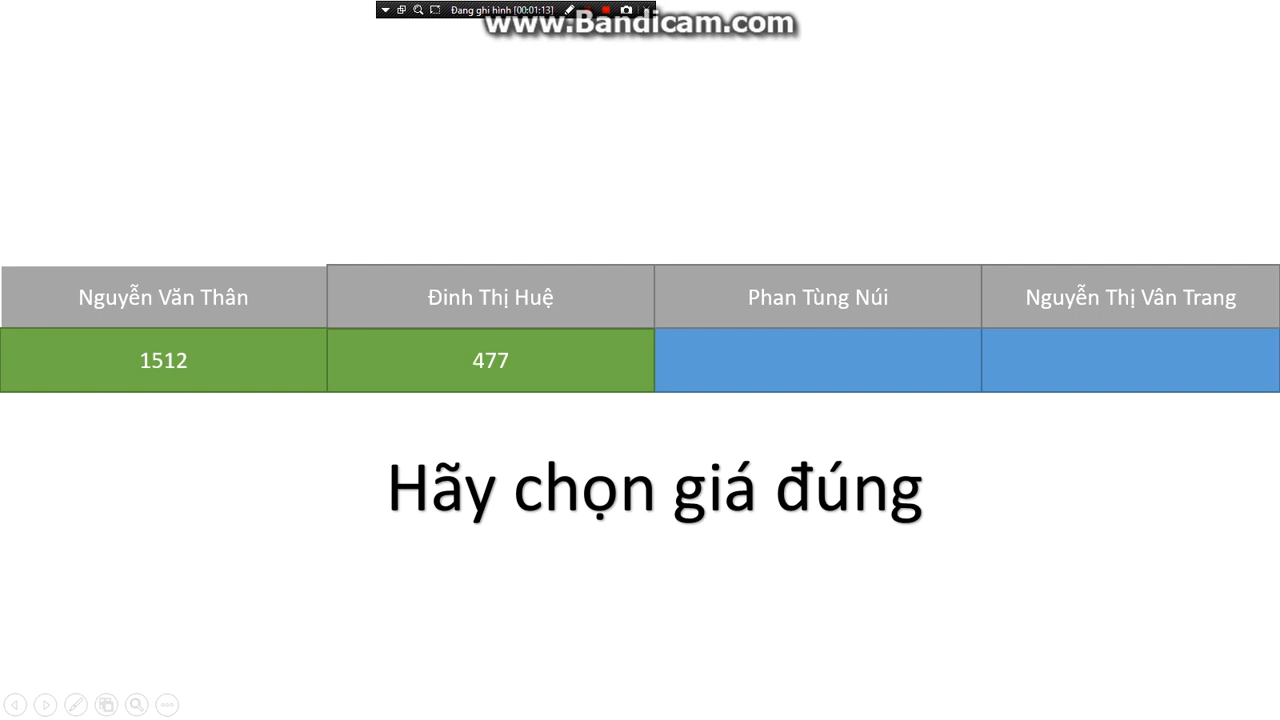 Đang ghi hình [00:01:13]
www.Bandicam.com
Nguyễn Văn Thân Đinh Thị Huệ Phan Tùng Núi Nguyễn Thị Vân Trang
1512 477
Hãy chọn giá đúng